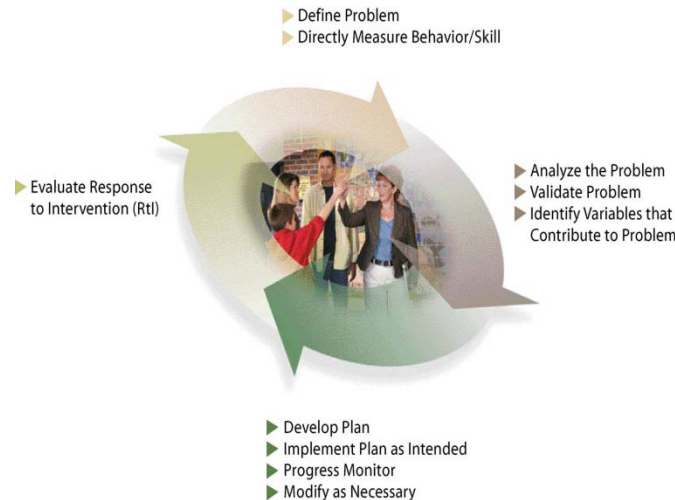 Define Problem
Directly Measure Behavior/Skill
Analyze the Problem
Validate Problem
Identify Variables that
Contribute to Problem
Develop Plan
Implement Plan as Intended
Progress Monitor
Modify as Necessary
Evaluate Response
to Intervention (RtI)